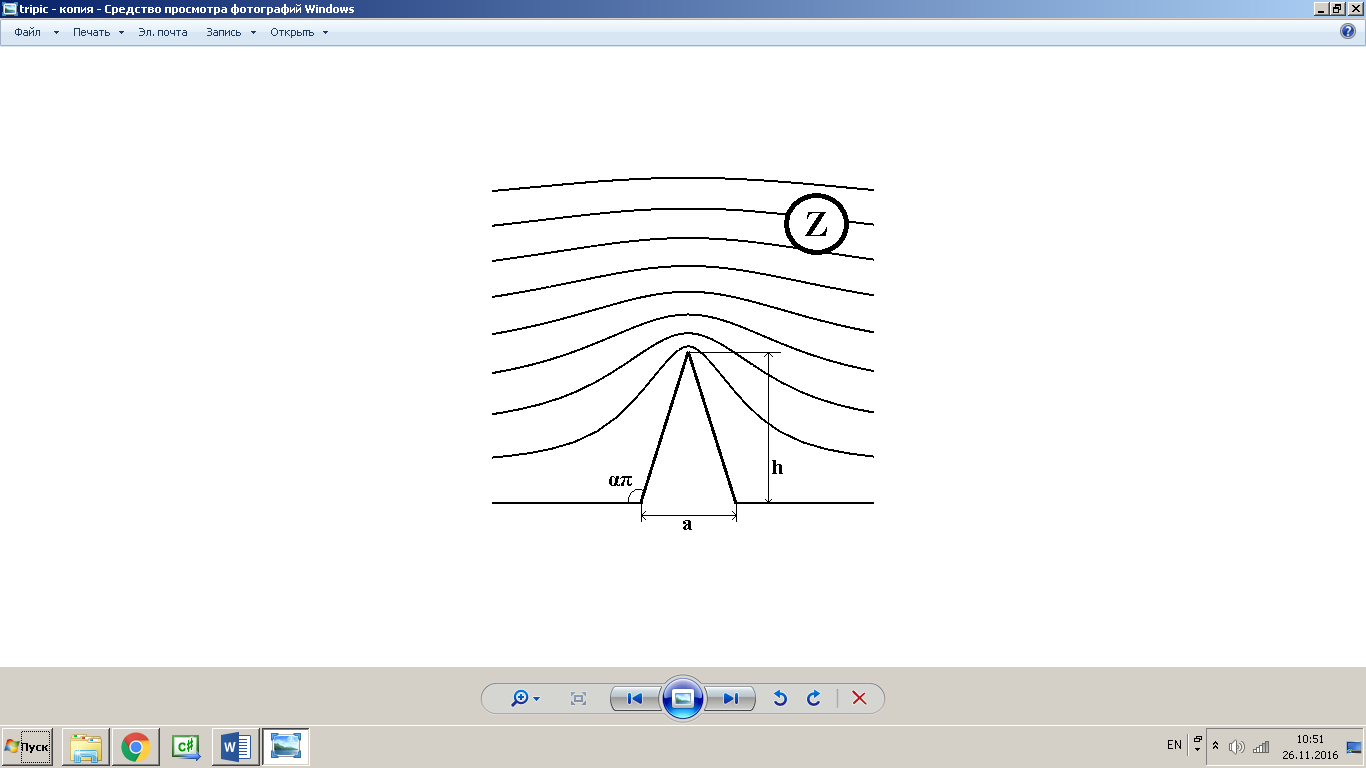 tripic - копия - Средство просмотра фотографий Windows
Файл Печать Эл. почта Запись Открыть
Z
απ
h
a
Пуск
C#
W
EN
10:51
26.11.2016